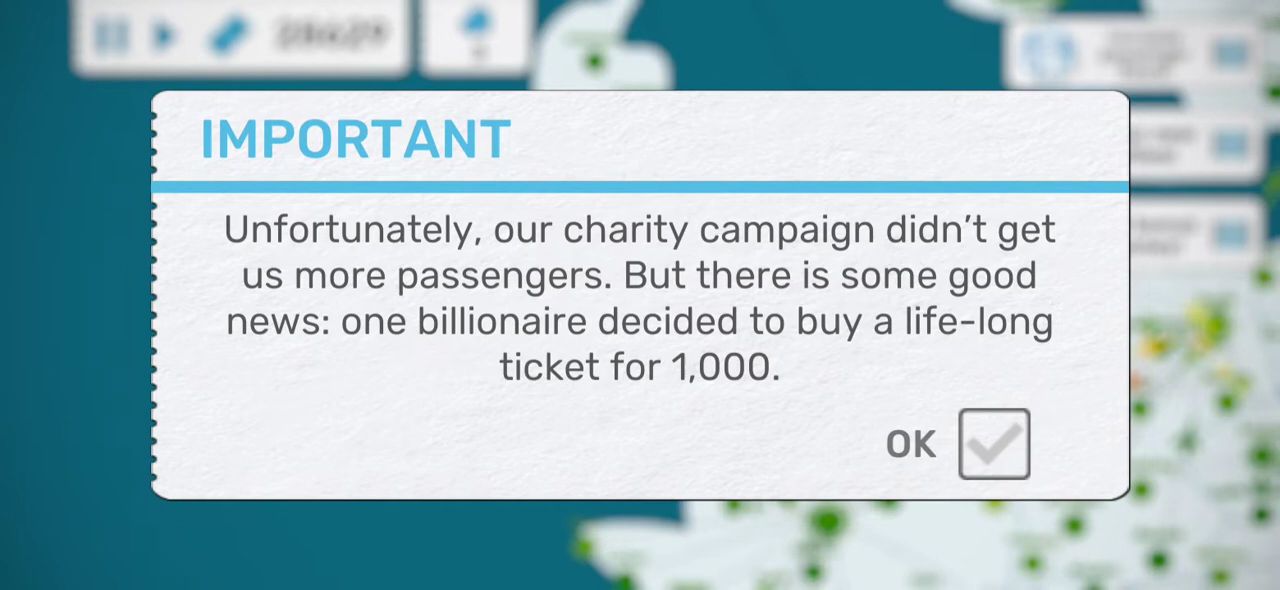 28629
IMPORTANT
Unfortunately, our charity campaign didn’t get
us more passengers. But there is some good
news: one billionaire decided to buy a life-long
ticket for 1,000.
OK